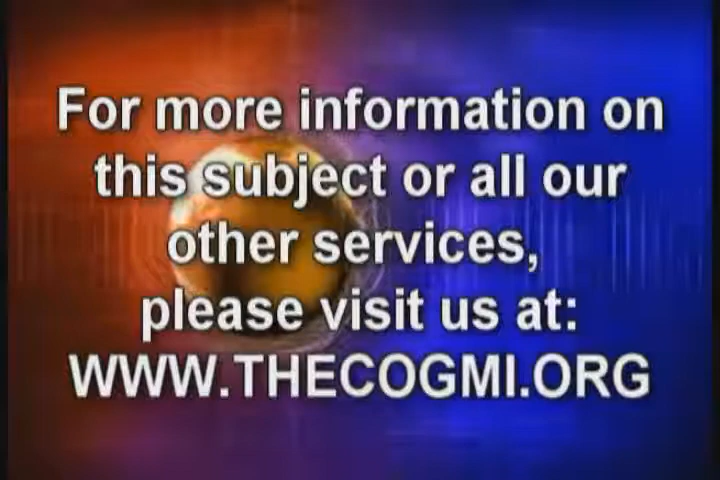 For more information on
this subject or all our
other services,
please visit us at:
WWW.THECOGMI.ORG